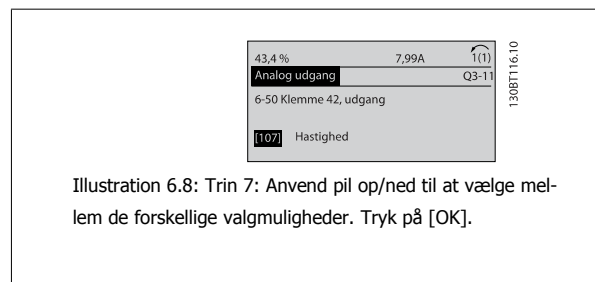 43,4 % 7,99A 1(1)
Analog udgang Q3-11
6-50 Klemme 42, udgang
[107] Hastighed
130BT116.10
Illustration 6.8: Trin 7: Anvend pil op/ned til at vælge mel-
lem de forskellige valgmuligheder. Tryk på [OK].